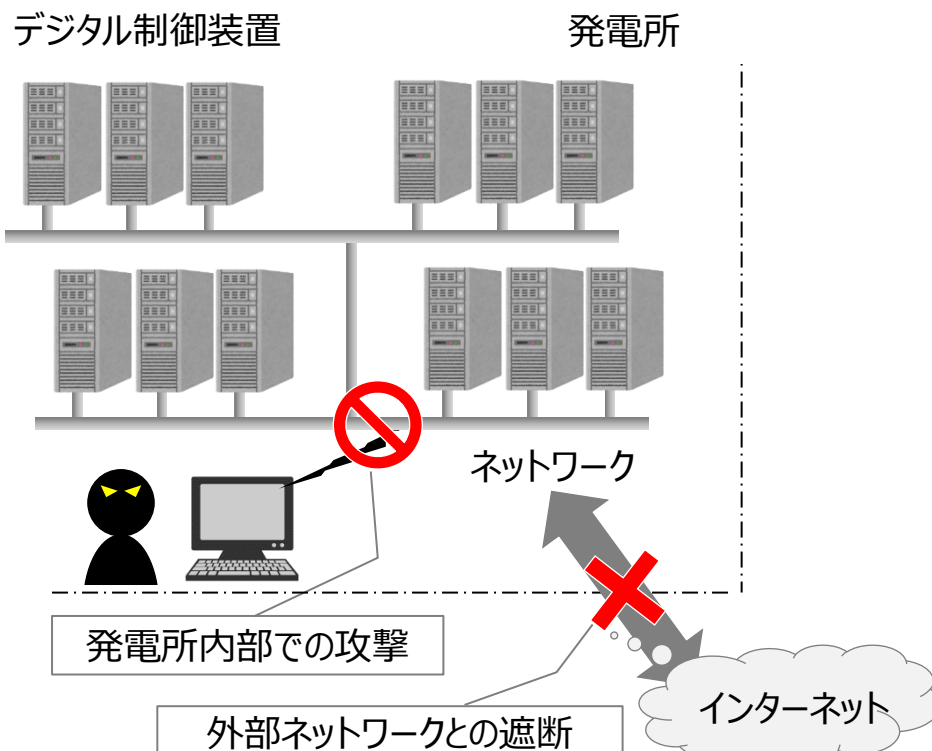 デジタル制御装置
発電所
ネットワーク
発電所内部での攻撃
インターネット
外部ネットワークとの遮断